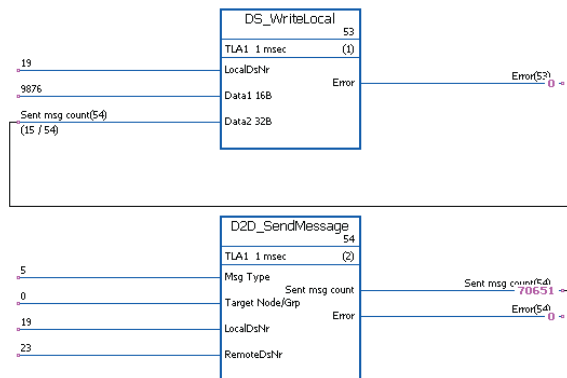 DS_WriteLocal
53
TLA1 1 msec (1)
19
LocalDsNr
Error
Error(53)
0
9876
Data1 16B
Sent msg count(54)
Data2 32B
(15 / 54)
D2D_SendMessage
54
TLA1 1 msec (2)
5
Msg Type
Sent msg count
Sent msg count(54)
70651
0
Target Node/Grp
Error
Error(54)
0
19
LocalDsNr
23
RemoteDsNr